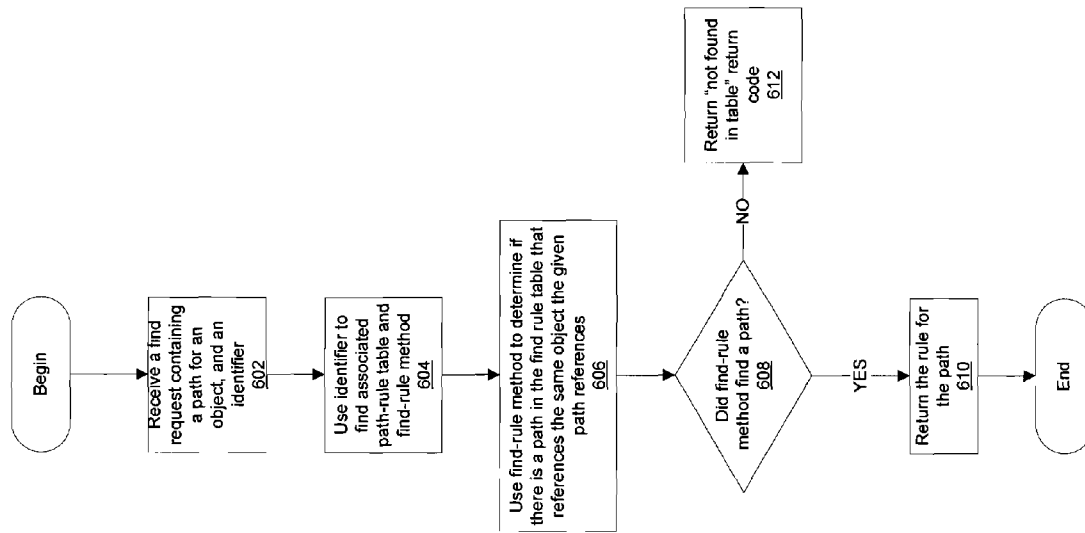 Begin
Receive a find
request containing
a path for an
object, and an
identifier
602
Use identifier to
find associated
path-rule table and
find-rule method
604
Use find-rule method to determine if
there is a path in the find rule table that
references the same object the given
path references
606
Did find-rule
method find a path?
608
NO
Return "not found
in table" return
code
612
YES
Return the rule for
the path
610
End